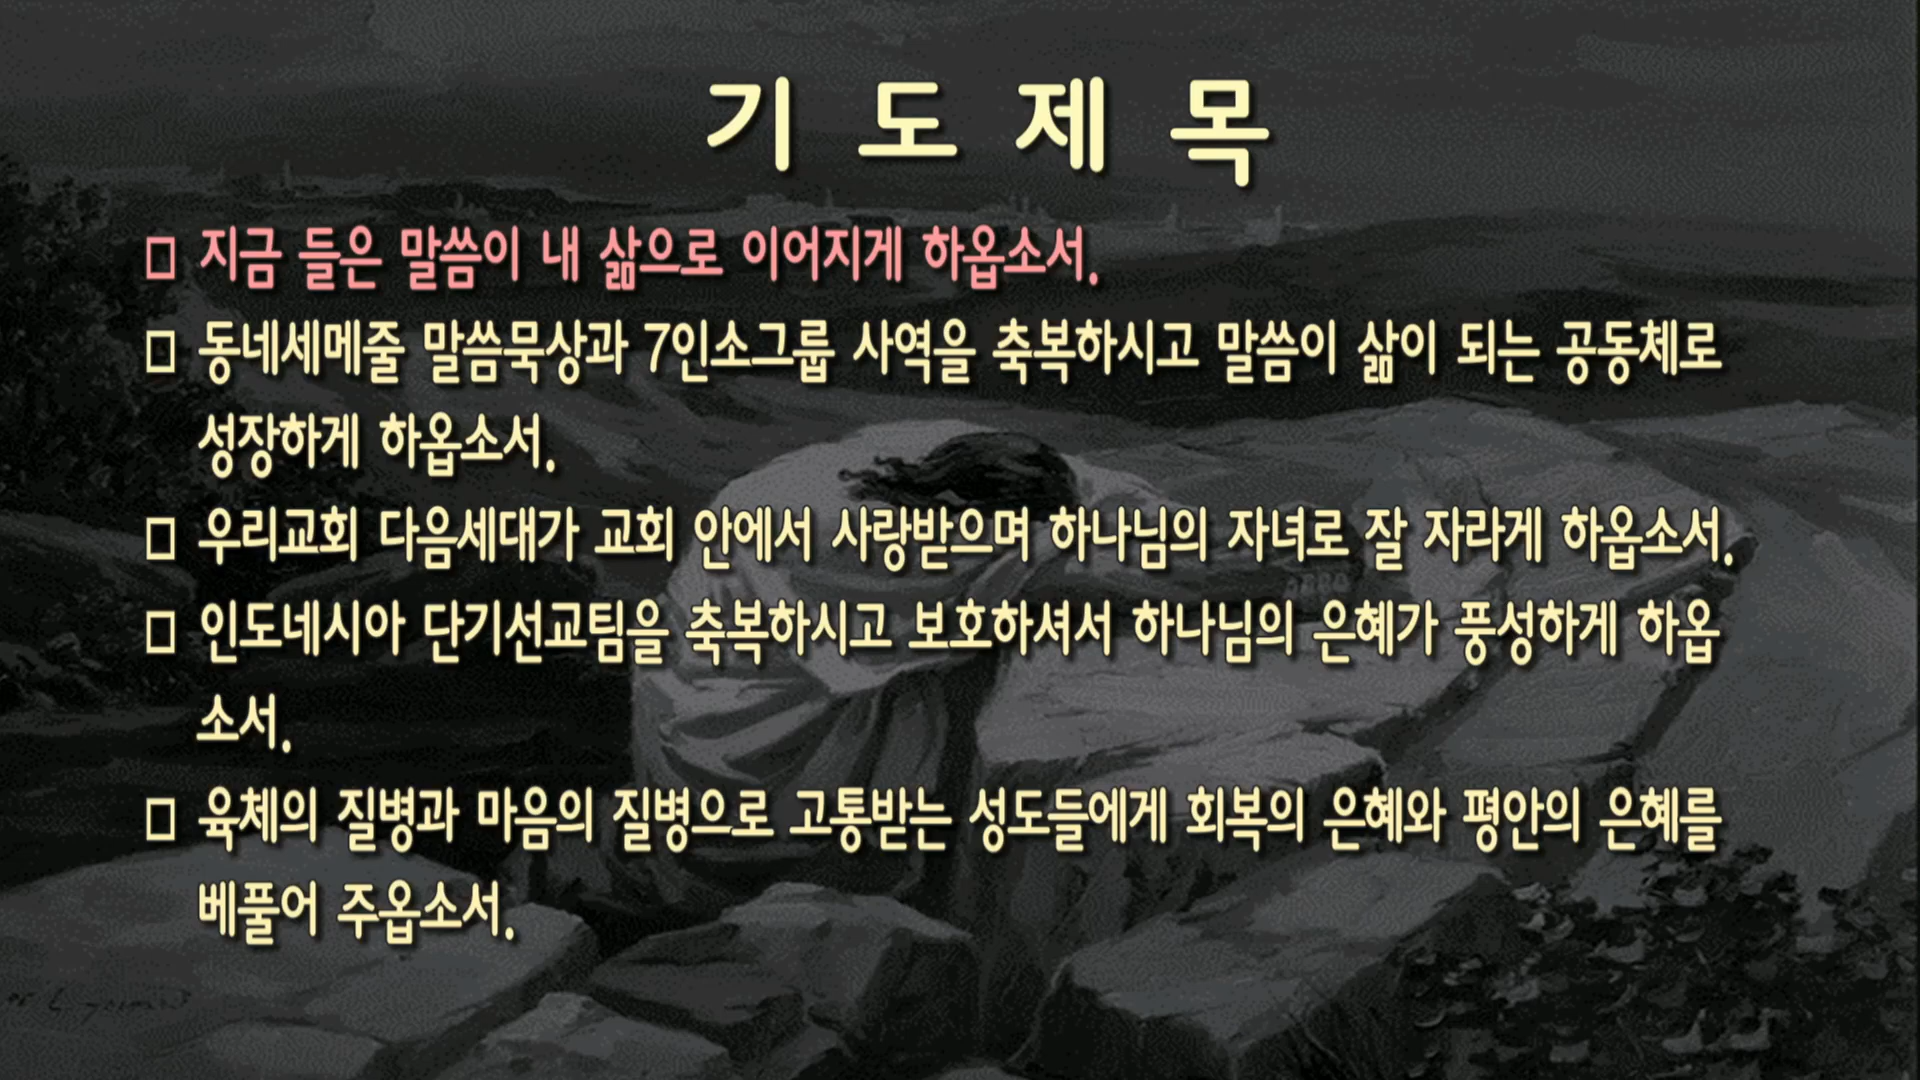 기 도 제 목
□ 지금 들은 말씀이 내 삶으로 이어지게 하옵소서.
□ 동네세메줄 말씀묵상과 7인소그룹 사역을 축복하시고 말씀이 삶이 되는 공동체로
성장하게 하옵소서.
□ 우리교회 다음세대가 교회 안에서 사랑받으며 하나님의 자녀로 잘 자라게 하옵소서.
□ 인도네시아 단기선교팀을 축복하시고 보호하셔서 하나님의 은혜가 풍성하게 하옵
소서.
□ 육체의 질병과 마음의 질병으로 고통받는 성도들에게 회복의 은혜와 평안의 은혜를
베풀어 주옵소서.